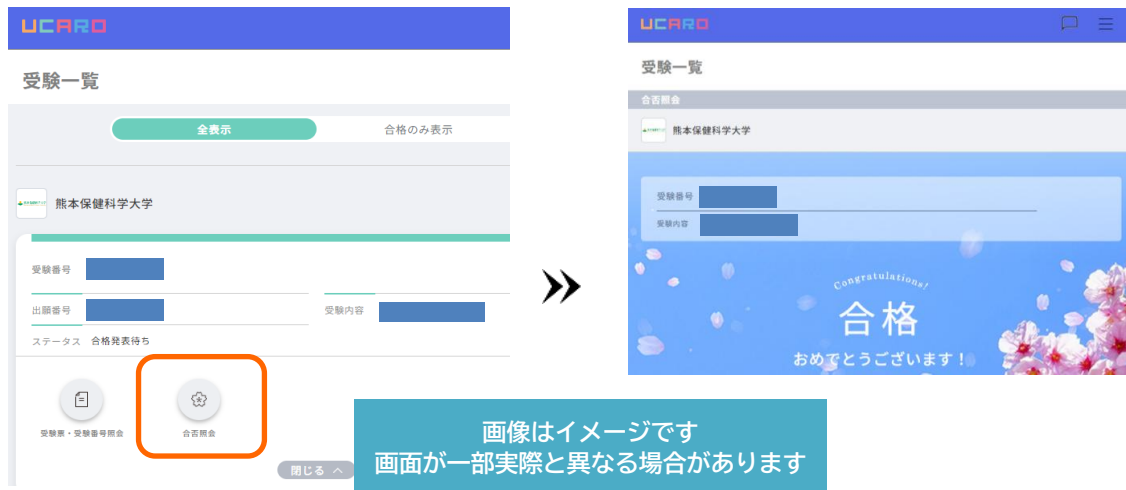 UCARO
受験一覧
全表示
合格のみ表示
熊本保健科学大学
受験番号
出願番号
受験内容
ステータス 合格発表待ち
受験票・受験番号照会
合否照会
閉じる
UCARO
受験一覧
合否照会
熊本保健科学大学
受験番号
受験内容
Congratulations!
合格
おめでとうございます！
画像はイメージです
画面が一部実際と異なる場合があります